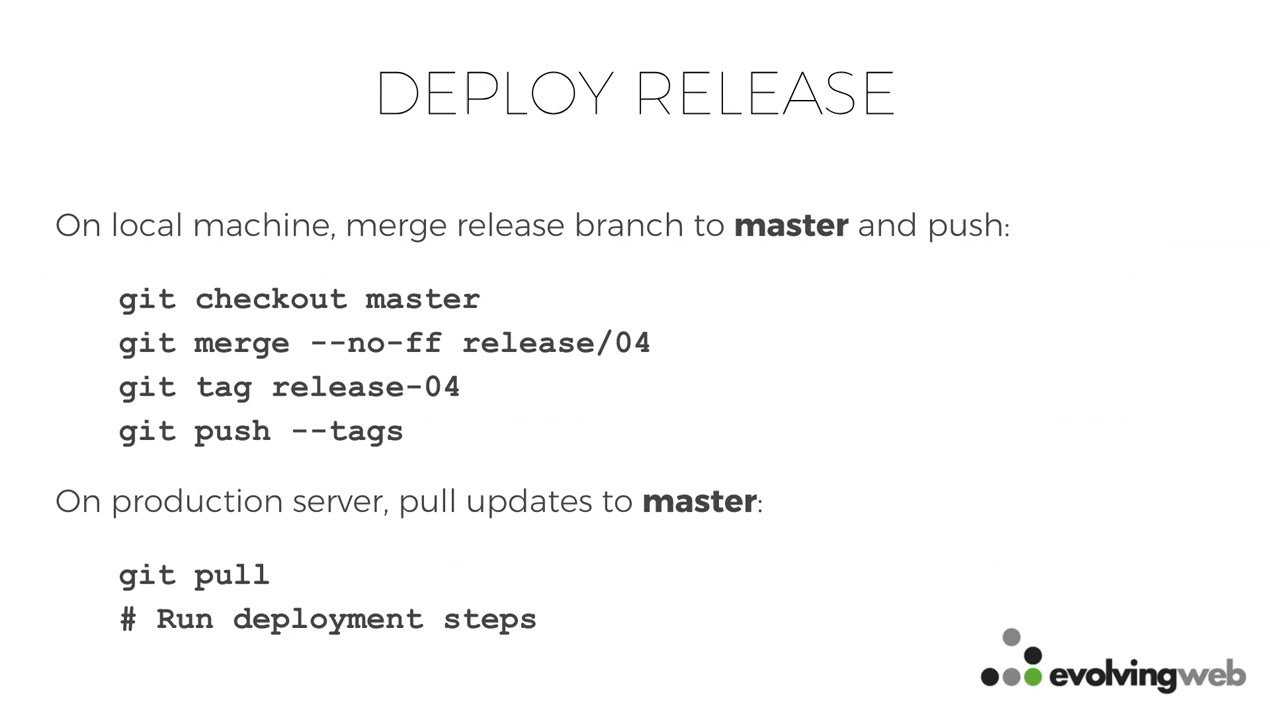 DEPLOY RELEASE
On local machine, merge release branch to master and push:
git checkout master
git merge --no-ff release/04
git tag release-04
git push --tags
On production server, pull updates to master:
git pull
# Run deployment steps
evolvingweb